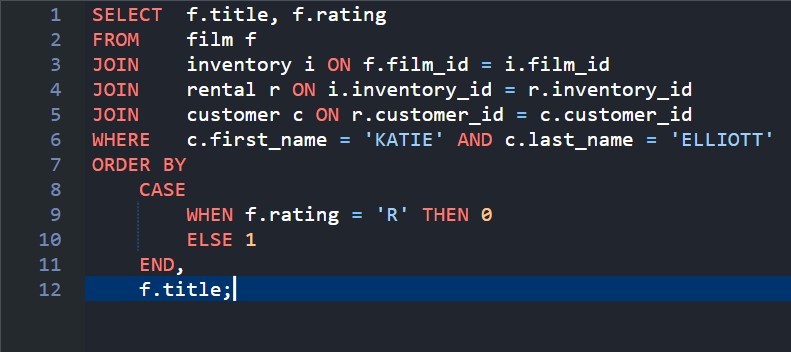 1 SELECT  f.title, f.rating
2 FROM    film f
3 JOIN    inventory i ON f.film_id = i.film_id
4 JOIN    rental r ON i.inventory_id = r.inventory_id
5 JOIN    customer c ON r.customer_id = c.customer_id
6 WHERE   c.first_name = 'KATIE' AND c.last_name = 'ELLIOTT'
7 ORDER BY
8     CASE
9         WHEN f.rating = 'R' THEN 0
10         ELSE 1
11     END,
12     f.title;